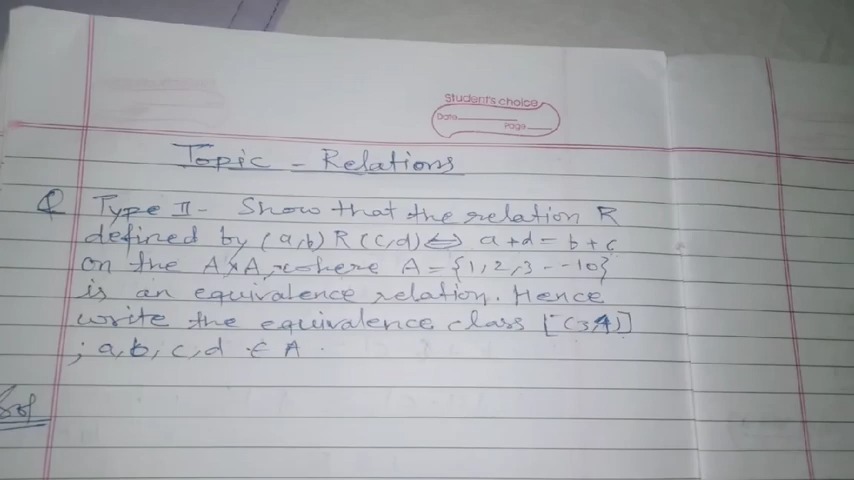 Student's choice
Date
Page
Topic - Relations
Q Type II - Show that the relation R
defined by (a,b) R (c,d) ⇔ a+d = b+c
on the A×A, where A = {1, 2, 3 - - 10}
is an equivalence relation. Hence
write the equivalence class [(3,4)]
; a, b, c, d ∈ A.
Sol